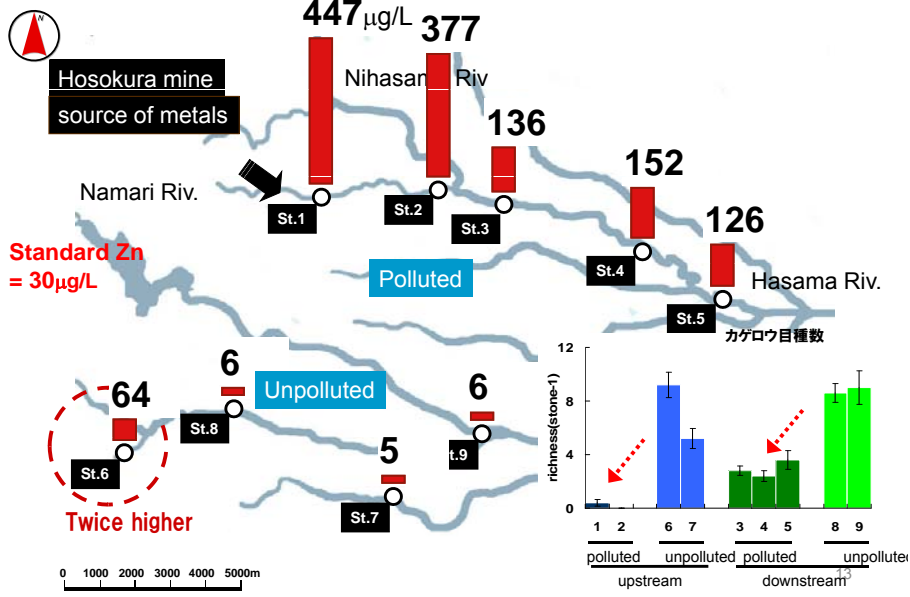 N
447 μg/L
377
Nihasama Riv
Hosokura mine
source of metals
136
152
Namari Riv.
126
St.1
St.2
St.3
Standard Zn
= 30μg/L
Polluted
St.4
Hasama Riv.
St.5
カゲロウ目種数
6
Unpolluted
64
6
St.8
5
t.9
St.6
St.7
Twice higher
0 1000 2000 3000 4000 5000m
richness(stone-1)
12
8
4
0
1 2 6 7 3 4 5 8 9
polluted unpolluted polluted unpolluted
upstream downstream
13